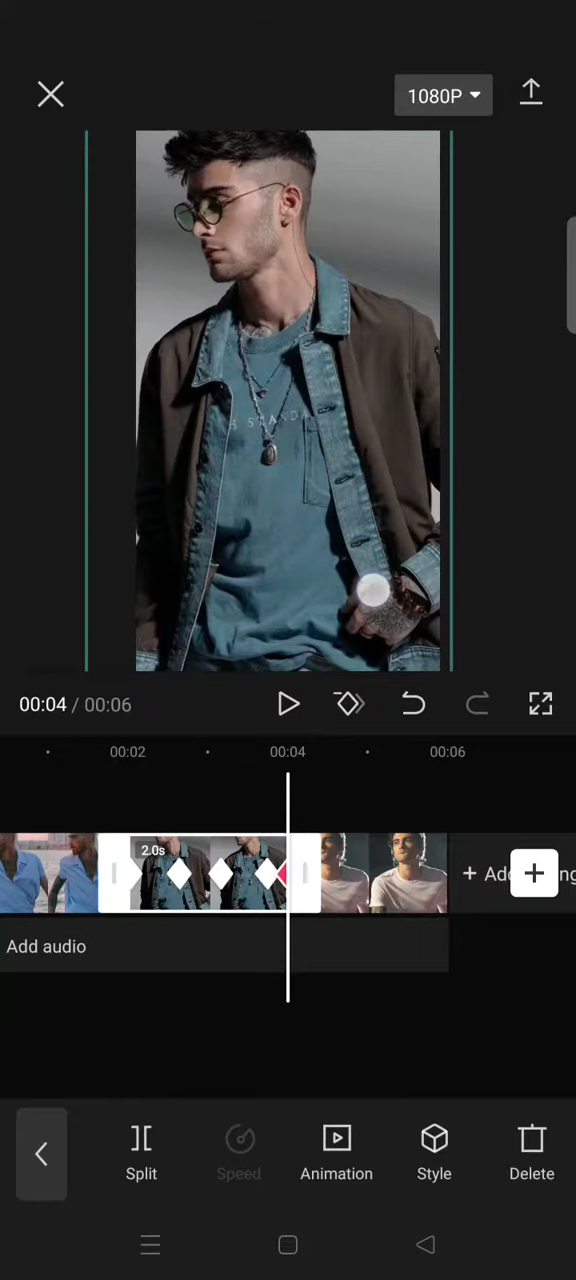 1080P
00:04 / 00:06
00:02
00:04
00:06
2.0s
Add audio
Split
Speed
Animation
Style
Delete